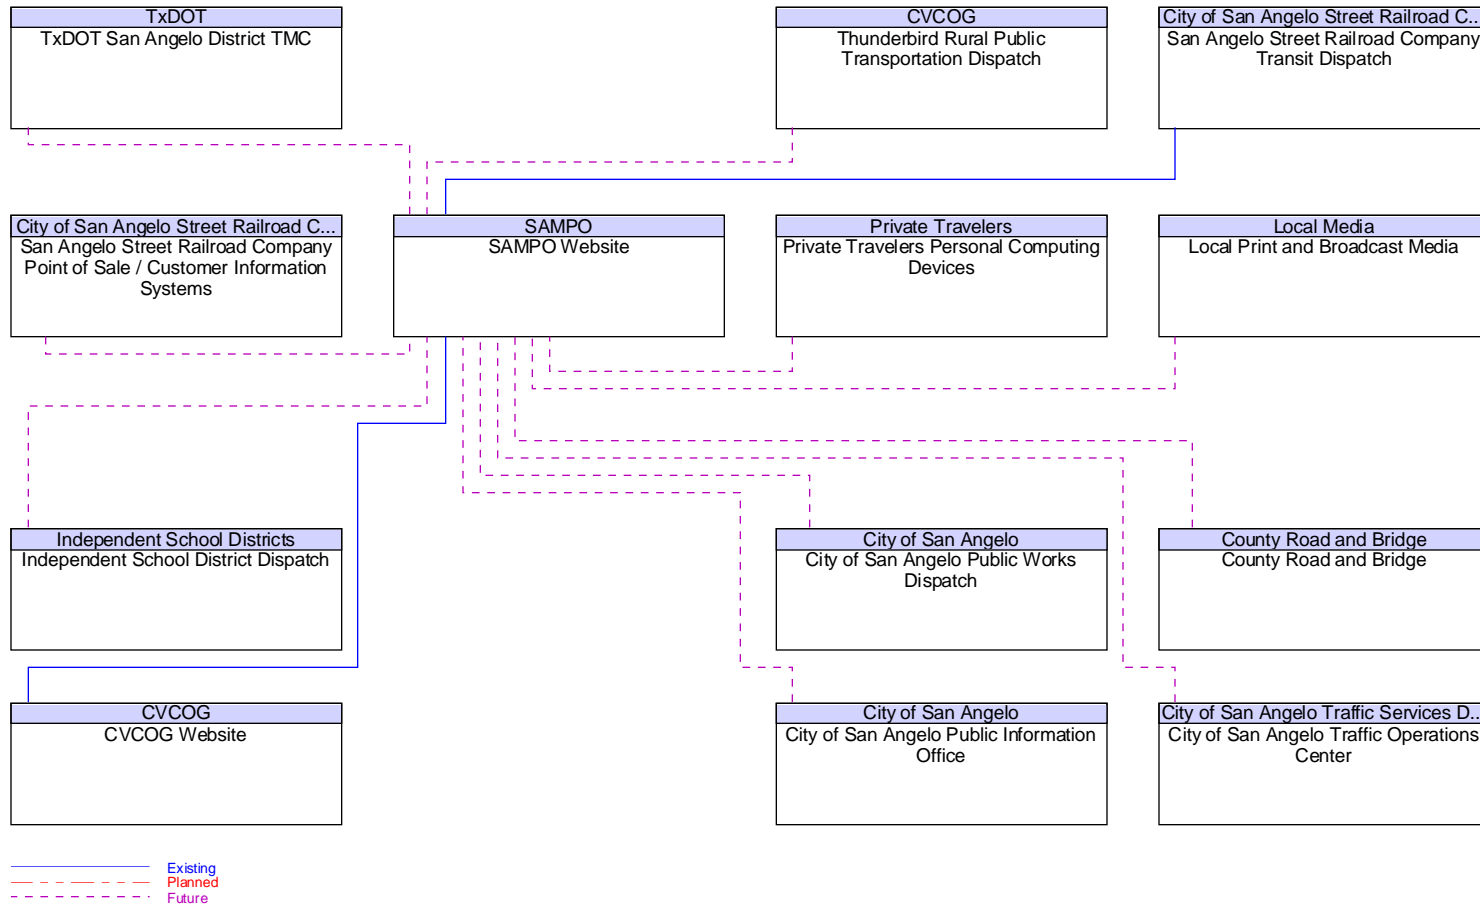 TxDOT
TxDOT San Angelo District TMC
CVCOG
Thunderbird Rural Public
Transportation Dispatch
City of San Angelo Street Railroad C...
San Angelo Street Railroad Company
Transit Dispatch
City of San Angelo Street Railroad C...
San Angelo Street Railroad Company
Point of Sale / Customer Information
Systems
SAMPO
SAMPO Website
Private Travelers
Private Travelers Personal Computing
Devices
Local Media
Local Print and Broadcast Media
Independent School Districts
Independent School District Dispatch
City of San Angelo
City of San Angelo Public Works
Dispatch
County Road and Bridge
County Road and Bridge
CVCOG
CVCOG Website
City of San Angelo
City of San Angelo Public Information
Office
City of San Angelo Traffic Services D...
City of San Angelo Traffic Operations
Center
Existing
Planned
Future